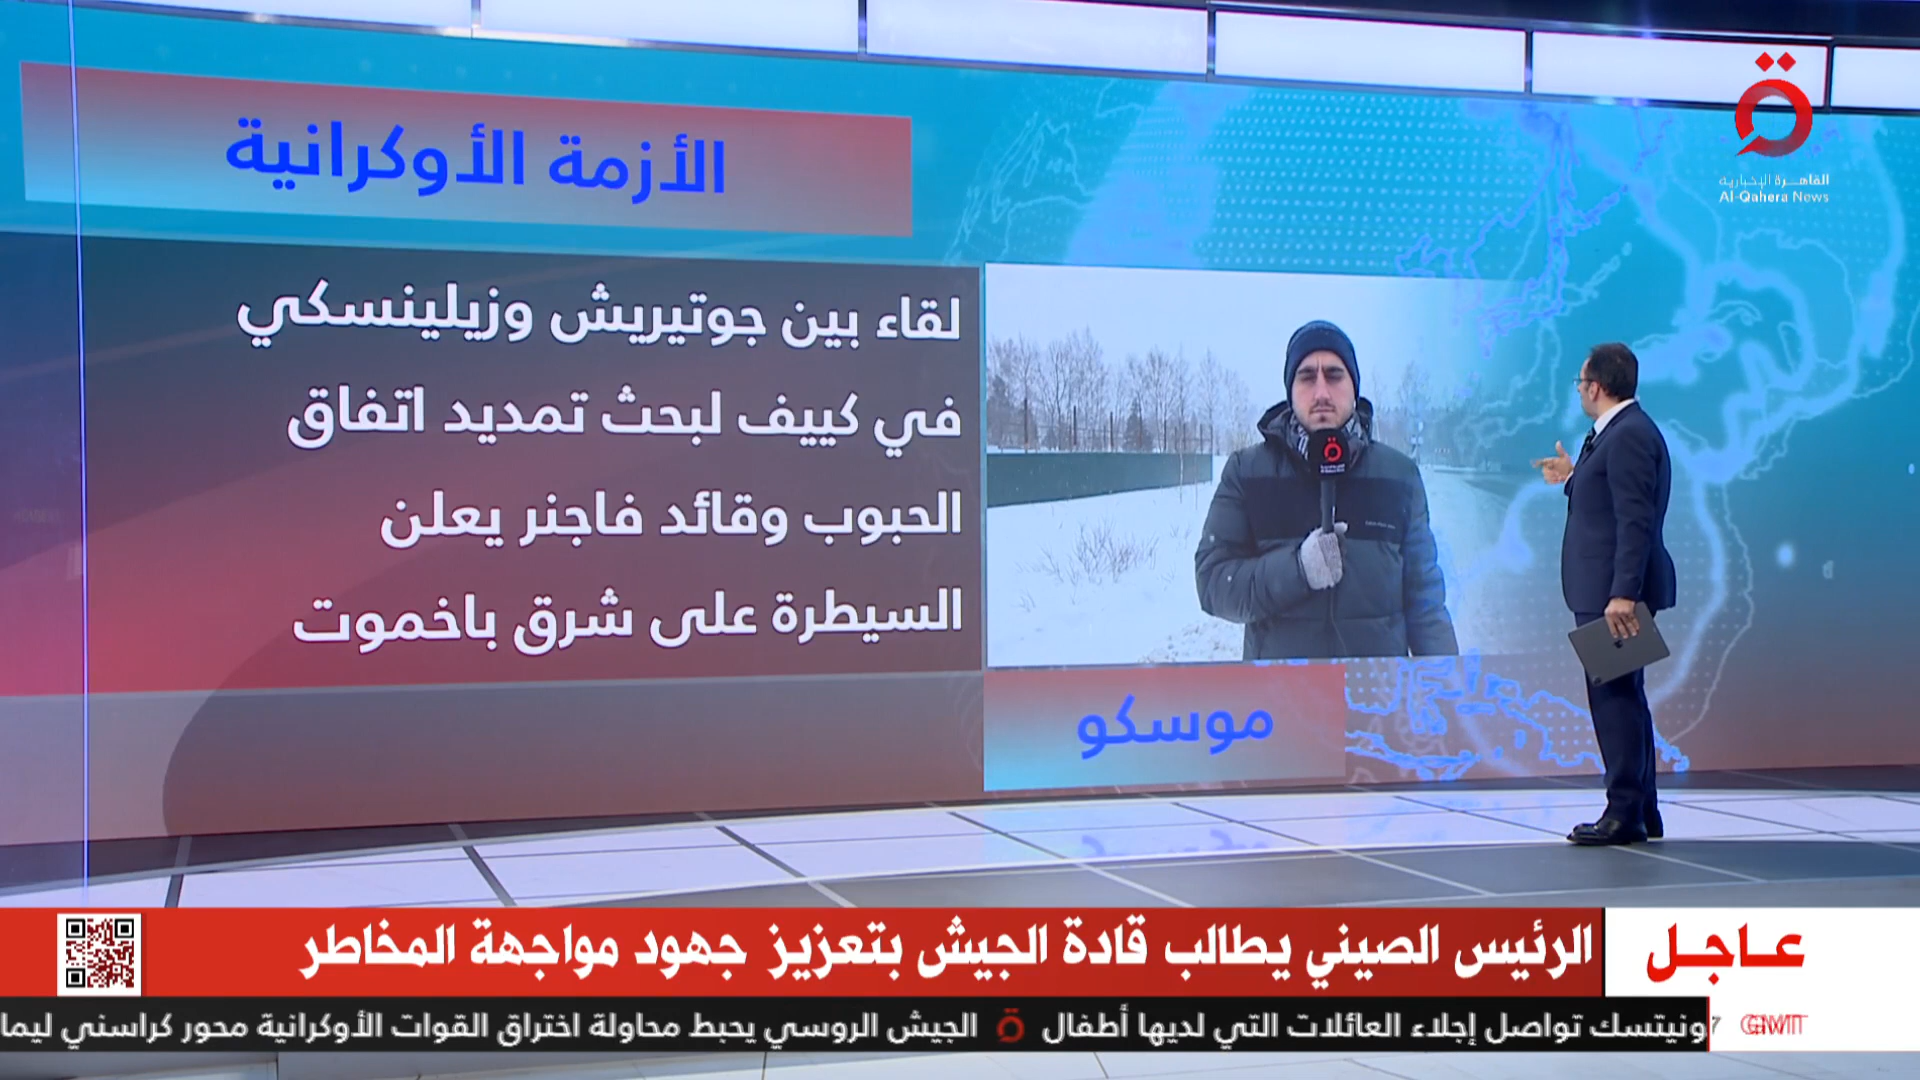 القاهرة الإخبارية
Al-Qahera News
الأزمة الأوكرانية
لقاء بين جوتيريش وزيلينسكي
في كييف لبحث تمديد اتفاق
الحبوب وقائد فاجنر يعلن
السيطرة على شرق باخموت
موسكو
عاجل
الرئيس الصيني يطالب قادة الجيش بتعزيز جهود مواجهة المخاطر
ونيتسك تواصل إجلاء العائلات التي لديها أطفال
الجيش الروسي يحبط محاولة اختراق القوات الأوكرانية محور كراسني ليما